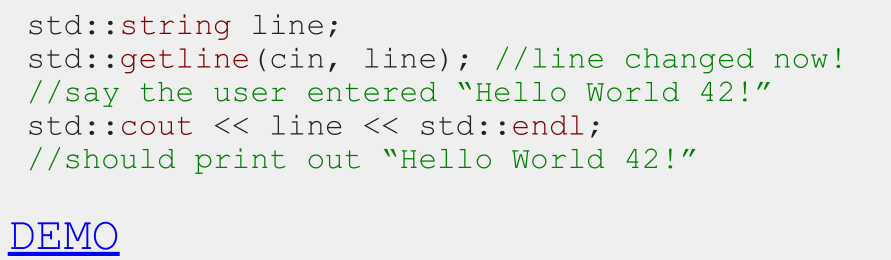 std::string line;
std::getline(cin, line); //line changed now!
//say the user entered “Hello World 42!”
std::cout << line << std::endl;
//should print out “Hello World 42!”
DEMO